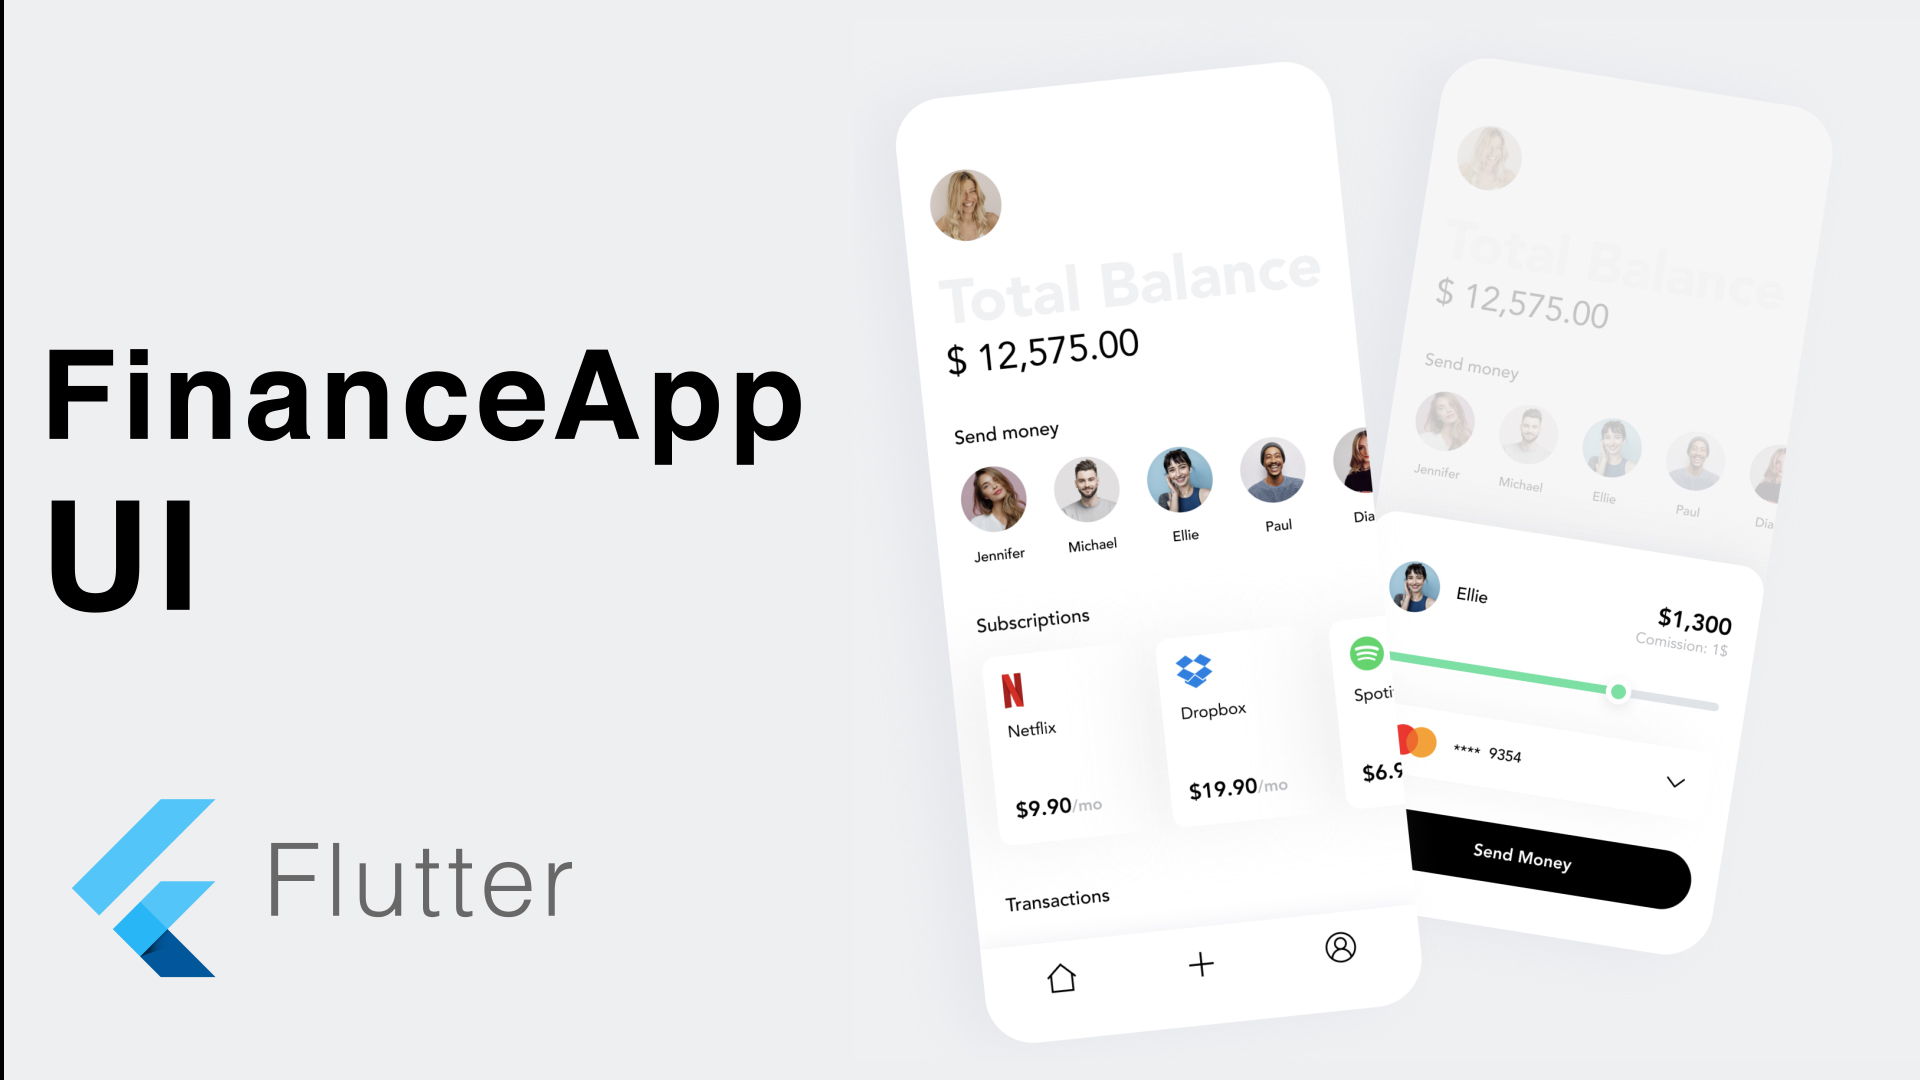 FinanceApp
UI
Flutter
Total Balance
$ 12,575.00
Send money
Jennifer
Michael
Ellie
Paul
Dia
Subscriptions
Netflix
$9.90/mo
Dropbox
$19.90/mo
Spoti
$6.9
Transactions
Total Balance
$ 12,575.00
Send money
Jennifer
Michael
Ellie
Paul
Dia
Ellie
$1,300
Comission: 1$
**** 9354
Send Money